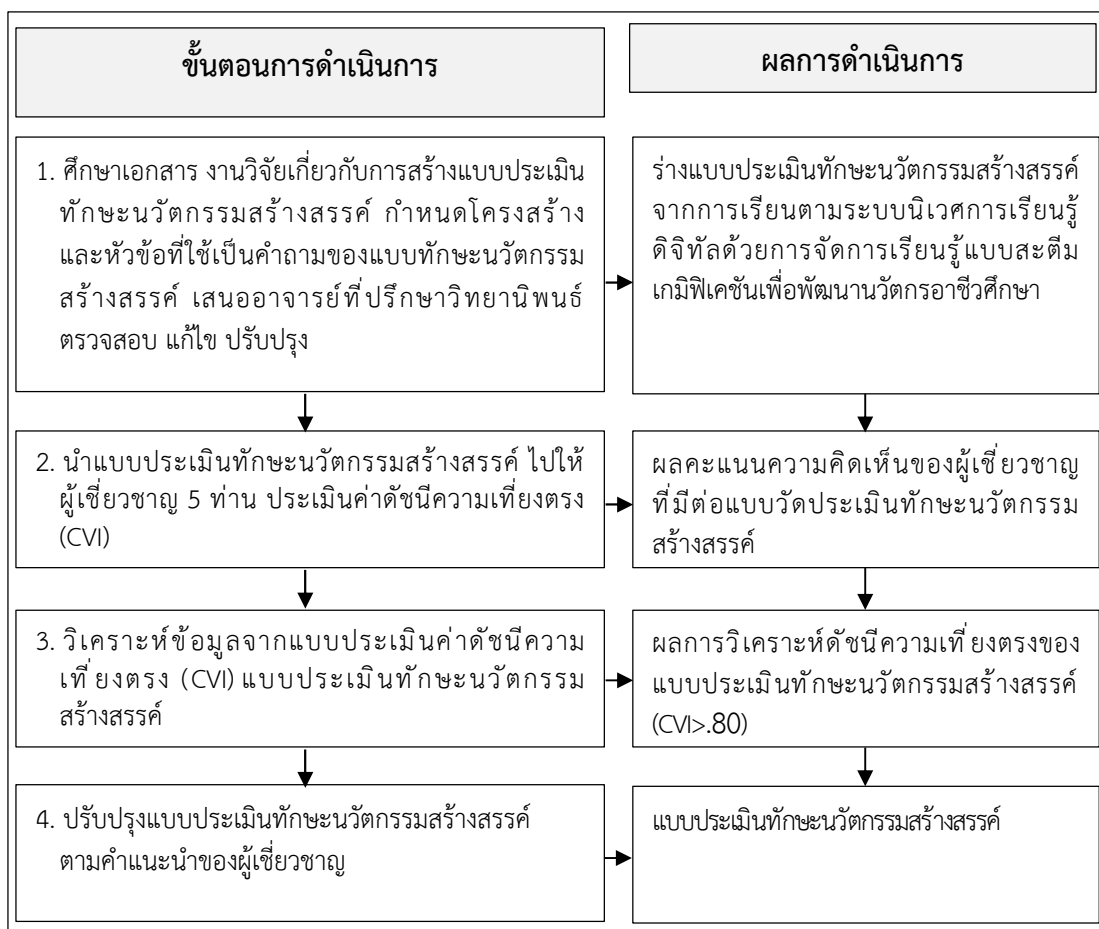 ขั้นตอนการดำเนินการ
ผลการดำเนินการ
1. ศึกษาเอกสาร งานวิจัยเกี่ยวกับการสร้างแบบประเมิน
ทักษะนวัตกรรมสร้างสรรค์ กำหนดโครงสร้าง
และหัวข้อที่ใช้เป็นคำถามของแบบทักษะนวัตกรรม
สร้างสรรค์ เสนออาจารย์ที่ปรึกษาวิทยานิพนธ์
ตรวจสอบ แก้ไข ปรับปรุง
ร่างแบบประเมินทักษะนวัตกรรมสร้างสรรค์
จากการเรียนตามระบบนิเวศการเรียนรู้
ดิจิทัลด้วยการจัดการเรียนรู้แบบสะตีม
เกมิฟิเคชันเพื่อพัฒนานวัตกรอาชีวศึกษา
2. นำแบบประเมินทักษะนวัตกรรมสร้างสรรค์ ไปให้
ผู้เชี่ยวชาญ 5 ท่าน ประเมินค่าดัชนีความเที่ยงตรง
(CVI)
ผลคะแนนความคิดเห็นของผู้เชี่ยวชาญ
ที่มีต่อแบบวัดประเมินทักษะนวัตกรรม
สร้างสรรค์
3. วิเคราะห์ข้อมูลจากแบบประเมินค่าดัชนีความ
เที่ยงตรง (CVI) แบบประเมินทักษะนวัตกรรม
สร้างสรรค์
ผลการวิเคราะห์ดัชนีความเที่ยงตรงของ
แบบประเมินทักษะนวัตกรรมสร้างสรรค์
(CVI>.80)
4. ปรับปรุงแบบประเมินทักษะนวัตกรรมสร้างสรรค์
ตามคำแนะนำของผู้เชี่ยวชาญ
แบบประเมินทักษะนวัตกรรมสร้างสรรค์